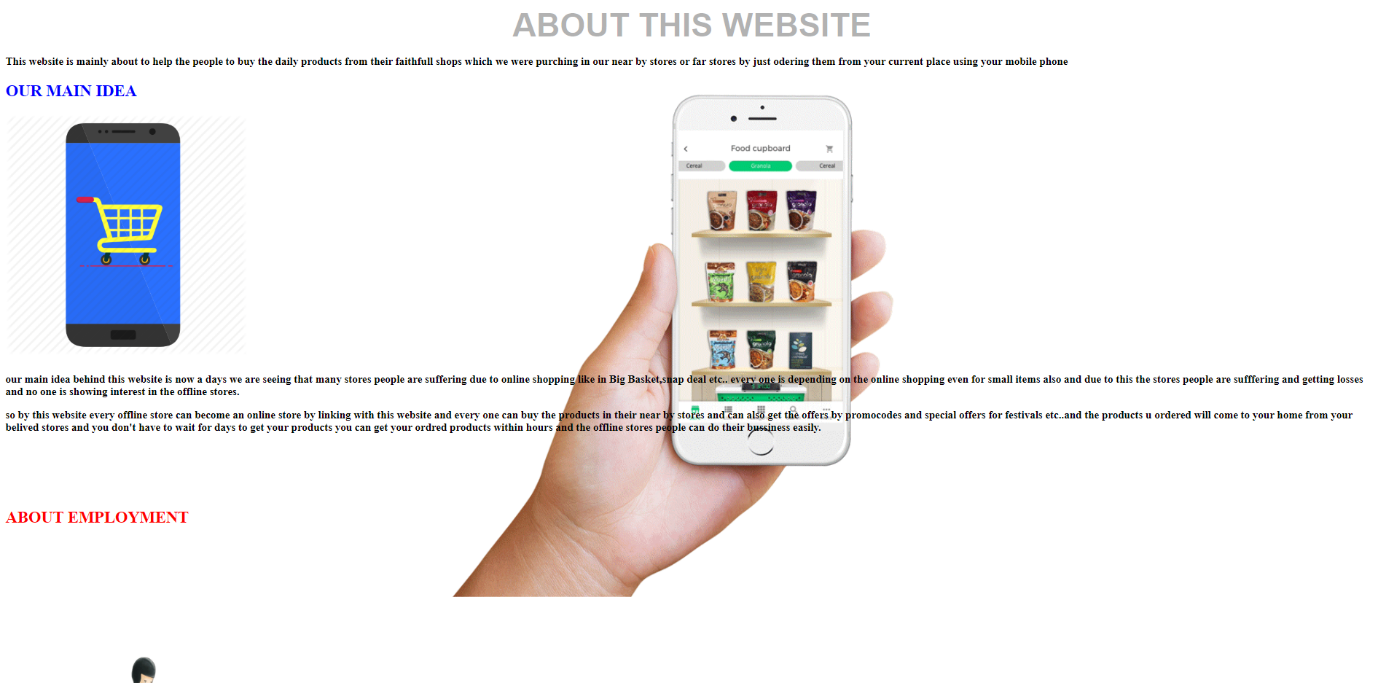 ABOUT THIS WEBSITE
This website is mainly about to help the people to buy the daily products from their faithfull shops which we were purching in our near by stores or far stores by just odering them from your current place using your mobile phone
OUR MAIN IDEA
Food cupboard
Cereal Granola Cereal
our main idea behind this website is now a days we are seeing that many stores people are suffering due to online shopping like in Big Basket,snap deal etc.. every one is depending on the online shopping even for small items also and due to this the stores people are sufffering and getting losses
and no one is showing interest in the offline stores.
so by this website every offline store can become an online store by linking with this website and every one can buy the products in their near by stores and can also get the offers by promocodes and special offers for festivals etc..and the products u ordered will come to your home from your
belived stores and you don't have to wait for days to get your products you can get your ordred products within hours and the offline stores people can do their bussiness easily.
ABOUT EMPLOYMENT